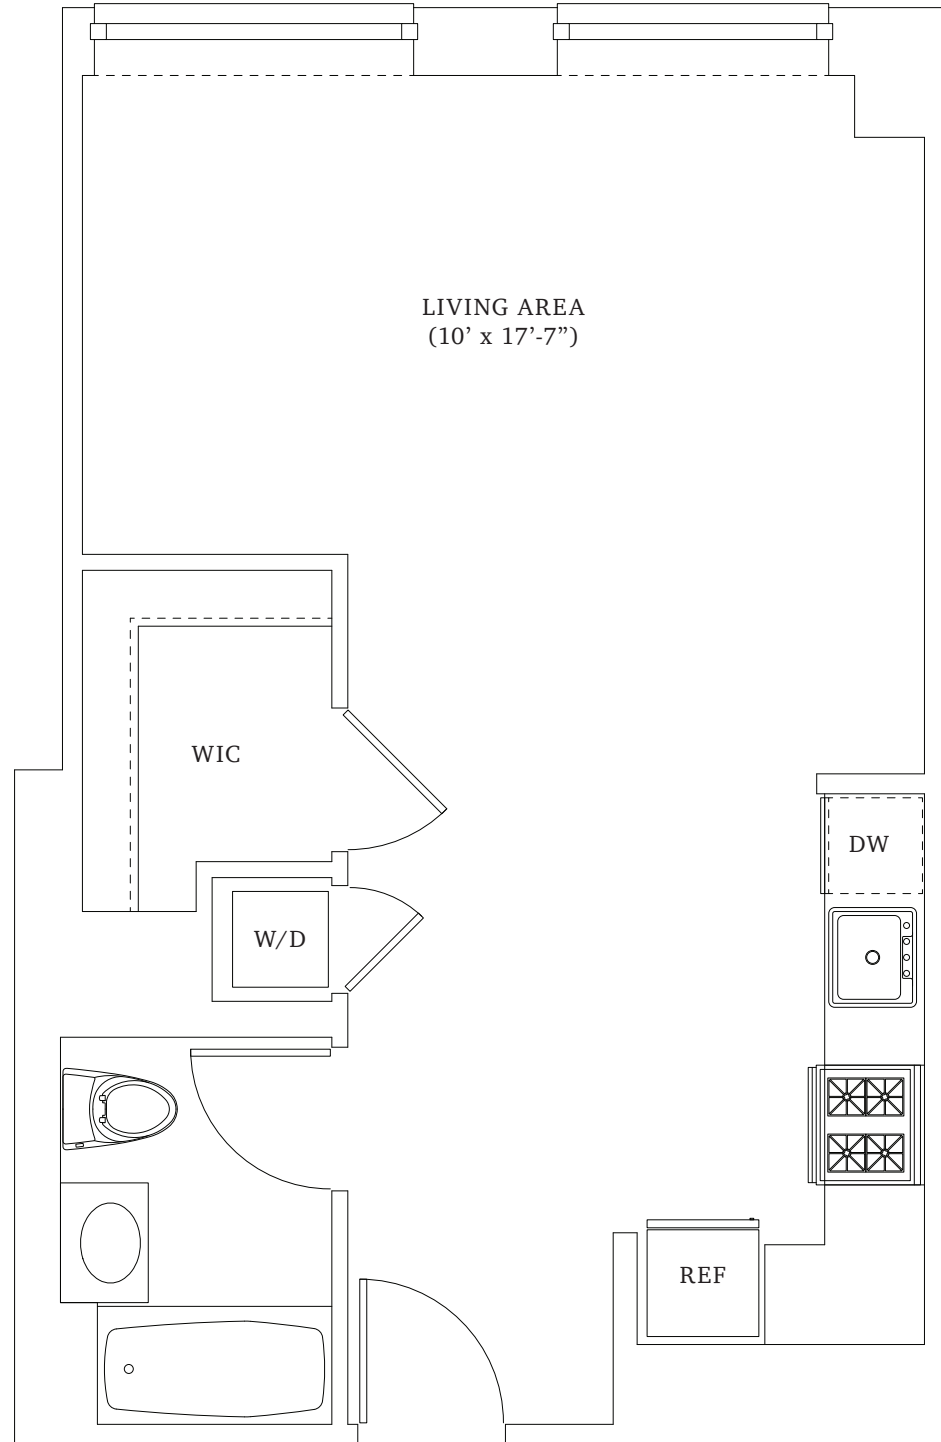 LIVING AREA
(10’ x 17’-7”)
WIC
DW
W/D
REF